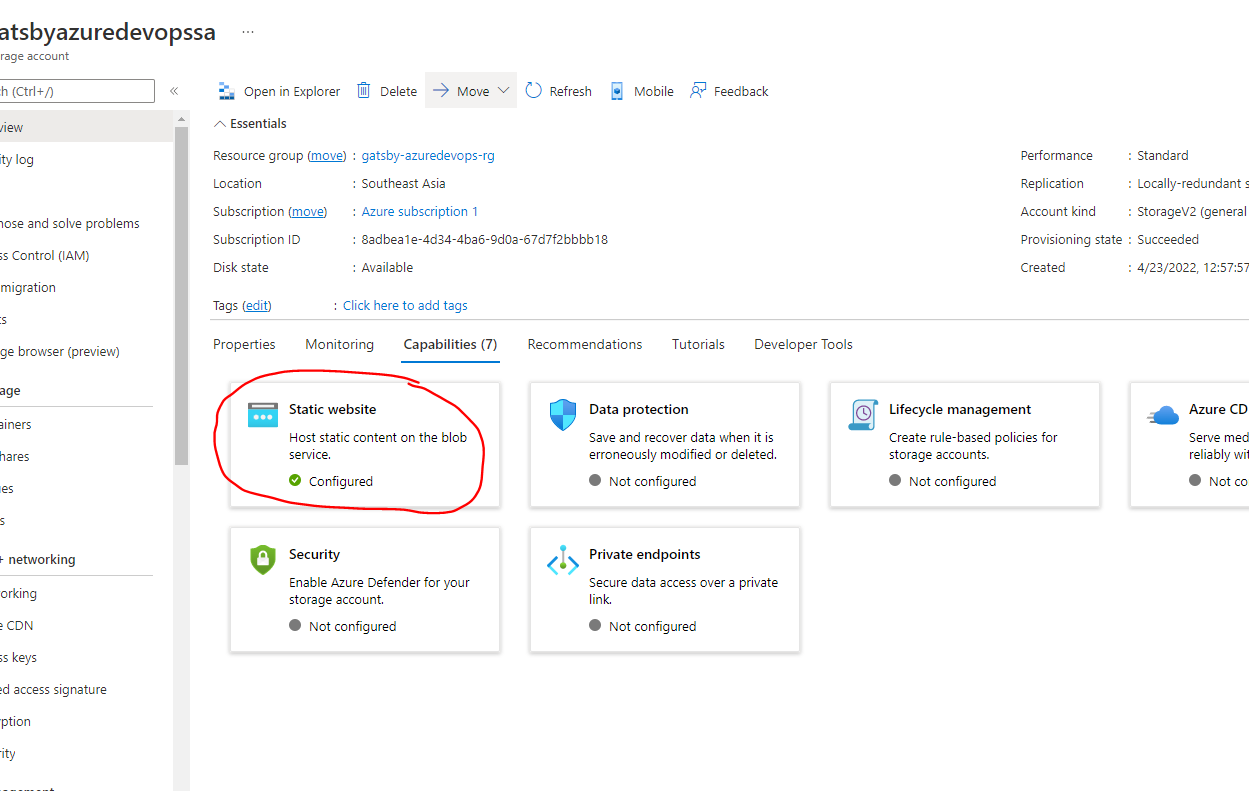 atsbyazuredevopssa ...
rage account
ch (Ctrl+/) «
Open in Explorer Delete Move Refresh Mobile Feedback
Essentials
Resource group (move) : gatsby-azuredevops-rg
Location : Southeast Asia
Subscription (move) : Azure subscription 1
Subscription ID : 8adbea1e-4d34-4ba6-9d0a-67d7f2bbbb18
Disk state : Available
Tags (edit) : Click here to add tags
Performance : Standard
Replication : Locally-redundant s
Account kind : StorageV2 (general
Provisioning state : Succeeded
Created : 4/23/2022, 12:57:57
view
ity log
nose and solve problems
ss Control (IAM)
migration
ts
ge browser (preview)
age
ainers
hares
es
s
+ networking
orking
e CDN
ss keys
ed access signature
yption
rity
Properties Monitoring Capabilities (7) Recommendations Tutorials Developer Tools
Static website
Host static content on the blob
service.
Configured
Data protection
Save and recover data when it is
erroneously modified or deleted.
Not configured
Lifecycle management
Create rule-based policies for
storage accounts.
Not configured
Azure CD
Serve med
reliably wit
Not co
Security
Enable Azure Defender for your
storage account.
Not configured
Private endpoints
Secure data access over a private
link.
Not configured